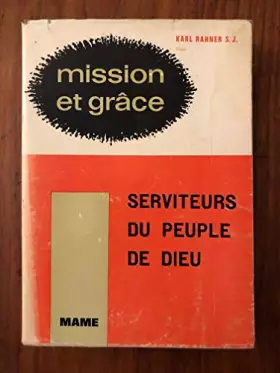 KARL RAHNER S.J.
mission
et grâce
SERVITEURS
DU PEUPLE
DE DIEU
MAME